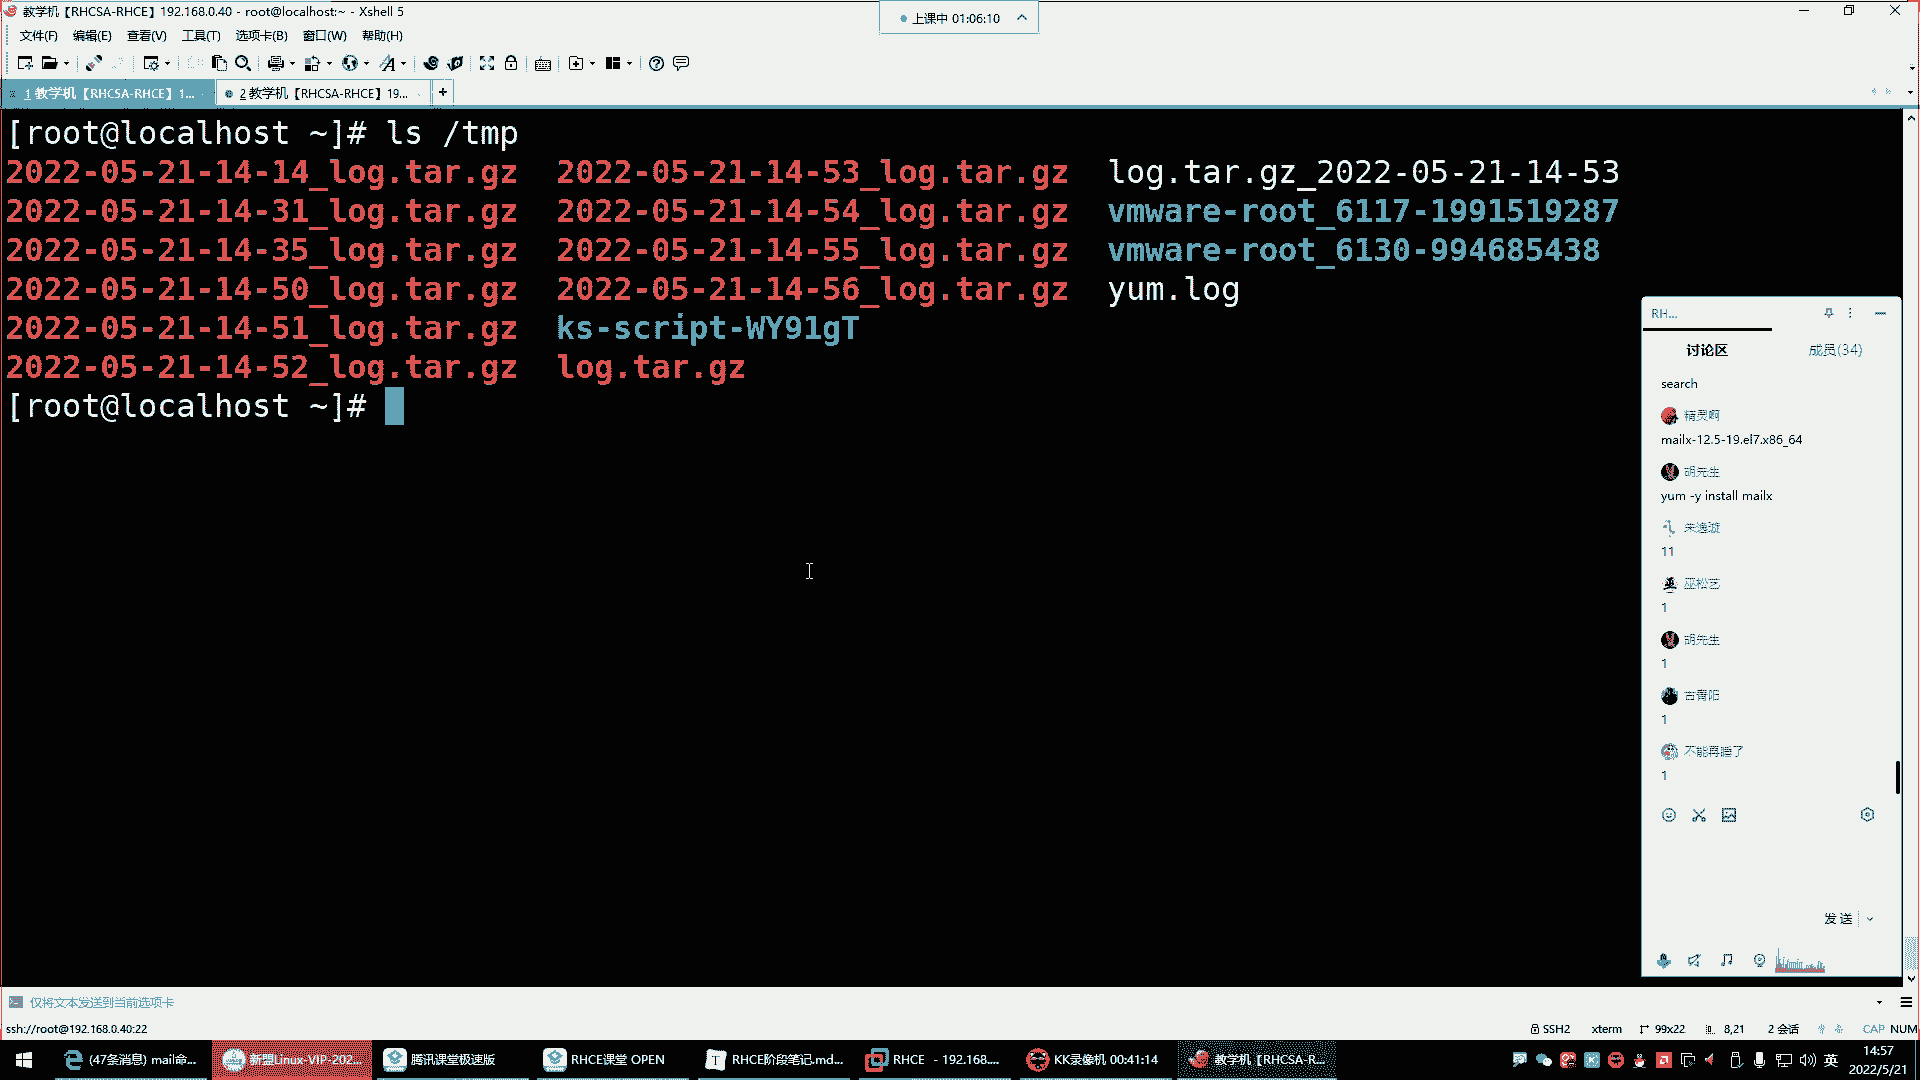 教学机【RHCSA-RHCE】192.168.0.40 - root@localhost:~ - Xshell 5
上课中 01:06:10
文件(F) 编辑(E) 查看(V) 工具(T) 选项卡(B) 窗口(W) 帮助(H)
1 教学机【RHCSA-RHCE】1... 2 教学机【RHCSA-RHCE】19... +
[root@localhost ~]# ls /tmp
2022-05-21-14-14_log.tar.gz 2022-05-21-14-53_log.tar.gz log.tar.gz_2022-05-21-14-53
2022-05-21-14-31_log.tar.gz 2022-05-21-14-54_log.tar.gz vmware-root_6117-1991519287
2022-05-21-14-35_log.tar.gz 2022-05-21-14-55_log.tar.gz vmware-root_6130-994685438
2022-05-21-14-50_log.tar.gz 2022-05-21-14-56_log.tar.gz yum.log
2022-05-21-14-51_log.tar.gz ks-script-WY91gT
2022-05-21-14-52_log.tar.gz log.tar.gz
[root@localhost ~]#
RH...
讨论区 成员(34)
search
精灵啊
mailx-12.5-19.el7.x86_64
胡先生
yum -y install mailx
朱逸璇
11
巫松艺
1
胡先生
1
古青阳
1
不能再睡了
1
发送
仅将文本发送到当前选项卡
ssh://root@192.168.0.40:22 SSH2 xterm 99x22 8,21 2 会话 CAP NUM
(47条消息) mail命... 新盟Linux-VIP-202... 腾讯课堂极速版 RHCE课堂 OPEN RHCE阶段笔记.md... RHCE - 192.168.... KK录像机 00:41:14 教学机【RHCSA-R... 英 14:57
2022/5/21